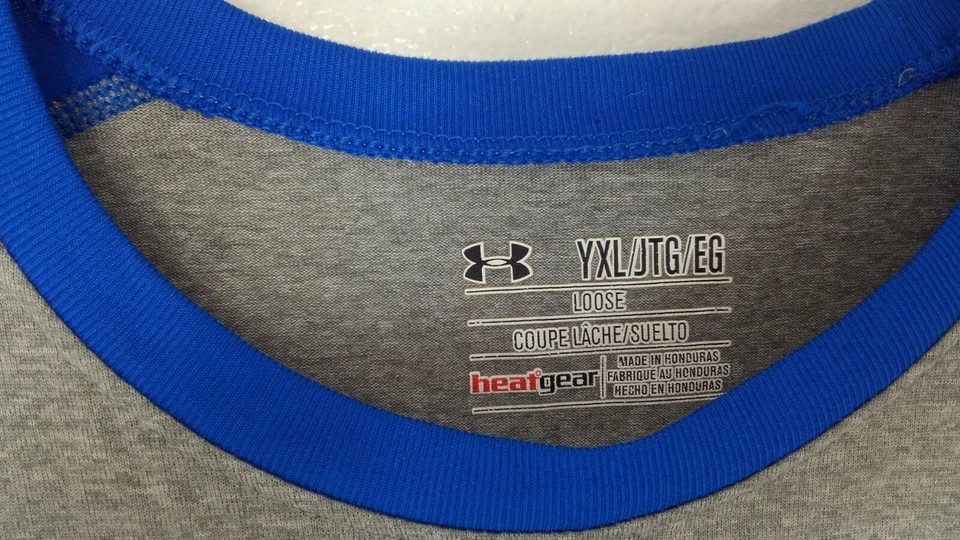 YXL/JTG/EG
LOOSE
COUPE LÂCHE/SUELTO
heatgear
MADE IN HONDURAS
FABRIQUÉ AU HONDURAS
HECHO EN HONDURAS